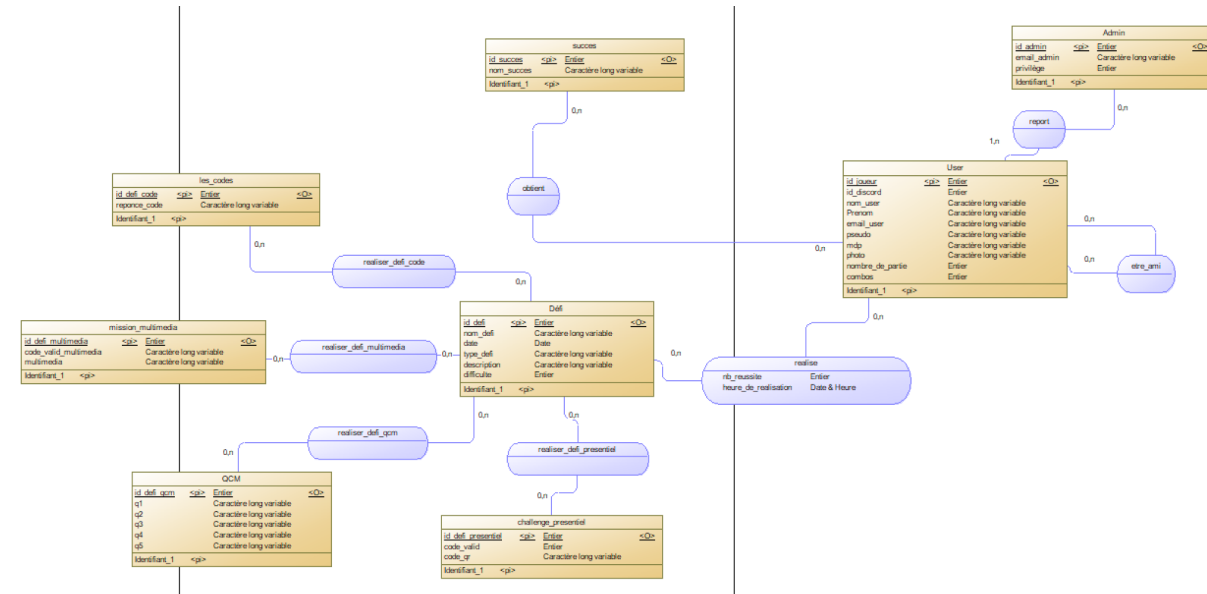 succes
id_succes <pi> Entier <O>
nom_succes Caractère long variable
Identifiant_1 <pi>
0,n
obtient
0,n
Admin
id_admin <pi> Entier <O>
email_admin Caractère long variable
privilège Entier
Identifiant_1 <pi>
0,n
report
1,n
User
id_joueur <pi> Entier <O>
id_discord Entier
nom_user Caractère long variable
Prenom Caractère long variable
email_user Caractère long variable
pseudo Caractère long variable
mdp Caractère long variable
photo Caractère long variable
nombre_de_partie Entier
combos Entier
Identifiant_1 <pi>
0,n
0,n
etre_ami
0,n
les_codes
id_defi_code <pi> Entier <O>
reponce_code Caractère long variable
Identifiant_1 <pi>
0,n
realiser_defi_code
0,n
mission_multimedia
id_defi_multimedia <pi> Entier <O>
code_valid_multimedia Caractère long variable
multimedia Caractère long variable
Identifiant_1 <pi>
0,n
realiser_defi_multimedia
0,n
Défi
id_defi <pi> Entier <O>
nom_defi Caractère long variable
date Date
type_defi Caractère long variable
description Caractère long variable
difficulte Entier
Identifiant_1 <pi>
0,n
realise
nb_reussite Entier
heure_de_realisation Date & Heure
0,n
realiser_defi_qcm
0,n
QCM
id_defi_qcm <pi> Entier <O>
q1 Caractère long variable
q2 Caractère long variable
q3 Caractère long variable
q4 Caractère long variable
q5 Caractère long variable
Identifiant_1 <pi>
0,n
realiser_defi_presentiel
0,n
challenge_presentiel
id_defi_presentiel <pi> Entier <O>
code_valid Entier
code_qr Caractère long variable
Identifiant_1 <pi>